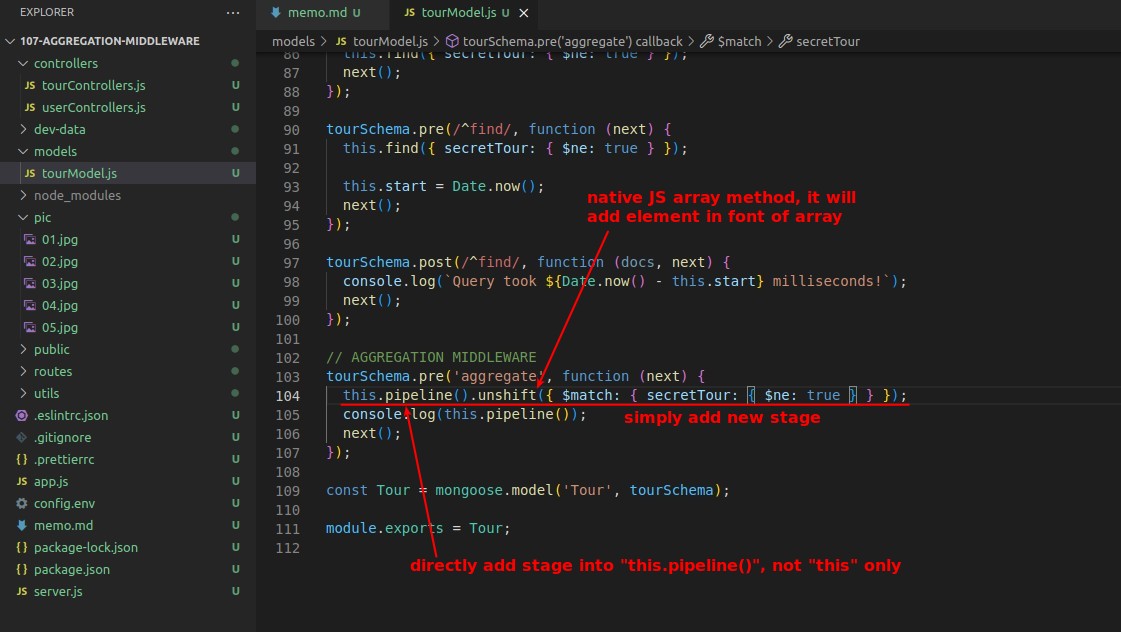 EXPLORER
...
memo.md U
JS tourModel.js U ×
107-AGGREGATION-MIDDLEWARE
models > JS tourModel.js > tourSchema.pre('aggregate') callback > $match > secretTour
controllers
JS tourControllers.js U
JS userControllers.js U
dev-data
models
JS tourModel.js U
node_modules
pic
01.jpg U
02.jpg U
03.jpg U
04.jpg U
05.jpg U
public
routes
utils
.eslintrc.json U
.gitignore U
{} .prettierrc U
JS app.js U
config.env U
memo.md U
{} package-lock.json U
{} package.json U
JS server.js U
86 this.find({ secretTour: { $ne: true } });
87 next();
88 });
89
90 tourSchema.pre(/^find/, function (next) {
91 this.find({ secretTour: { $ne: true } });
92
93 this.start = Date.now();
94 next();
95 });
96
97 tourSchema.post(/^find/, function (docs, next) {
98 console.log(`Query took ${Date.now() - this.start} milliseconds!`);
99 next();
100 });
101
102 // AGGREGATION MIDDLEWARE
103 tourSchema.pre('aggregate', function (next) {
104 this.pipeline().unshift({ $match: { secretTour: { $ne: true } } });
105 console.log(this.pipeline());
106 next();
107 });
108
109 const Tour = mongoose.model('Tour', tourSchema);
110
111 module.exports = Tour;
112
native JS array method, it will
add element in font of array
simply add new stage
directly add stage into "this.pipeline()", not "this" only